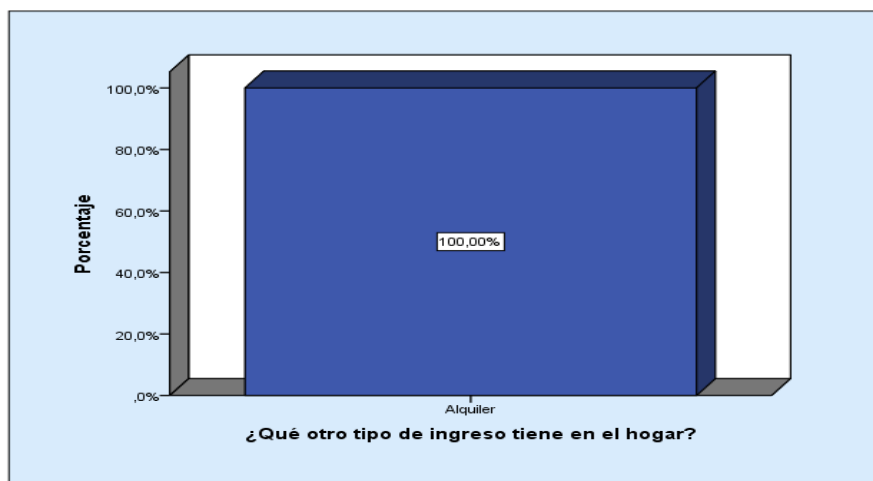 100,0%
80,0%
60,0%
40,0%
20,0%
,0%
Porcentaje
100,00%
Alquiler
¿Qué otro tipo de ingreso tiene en el hogar?